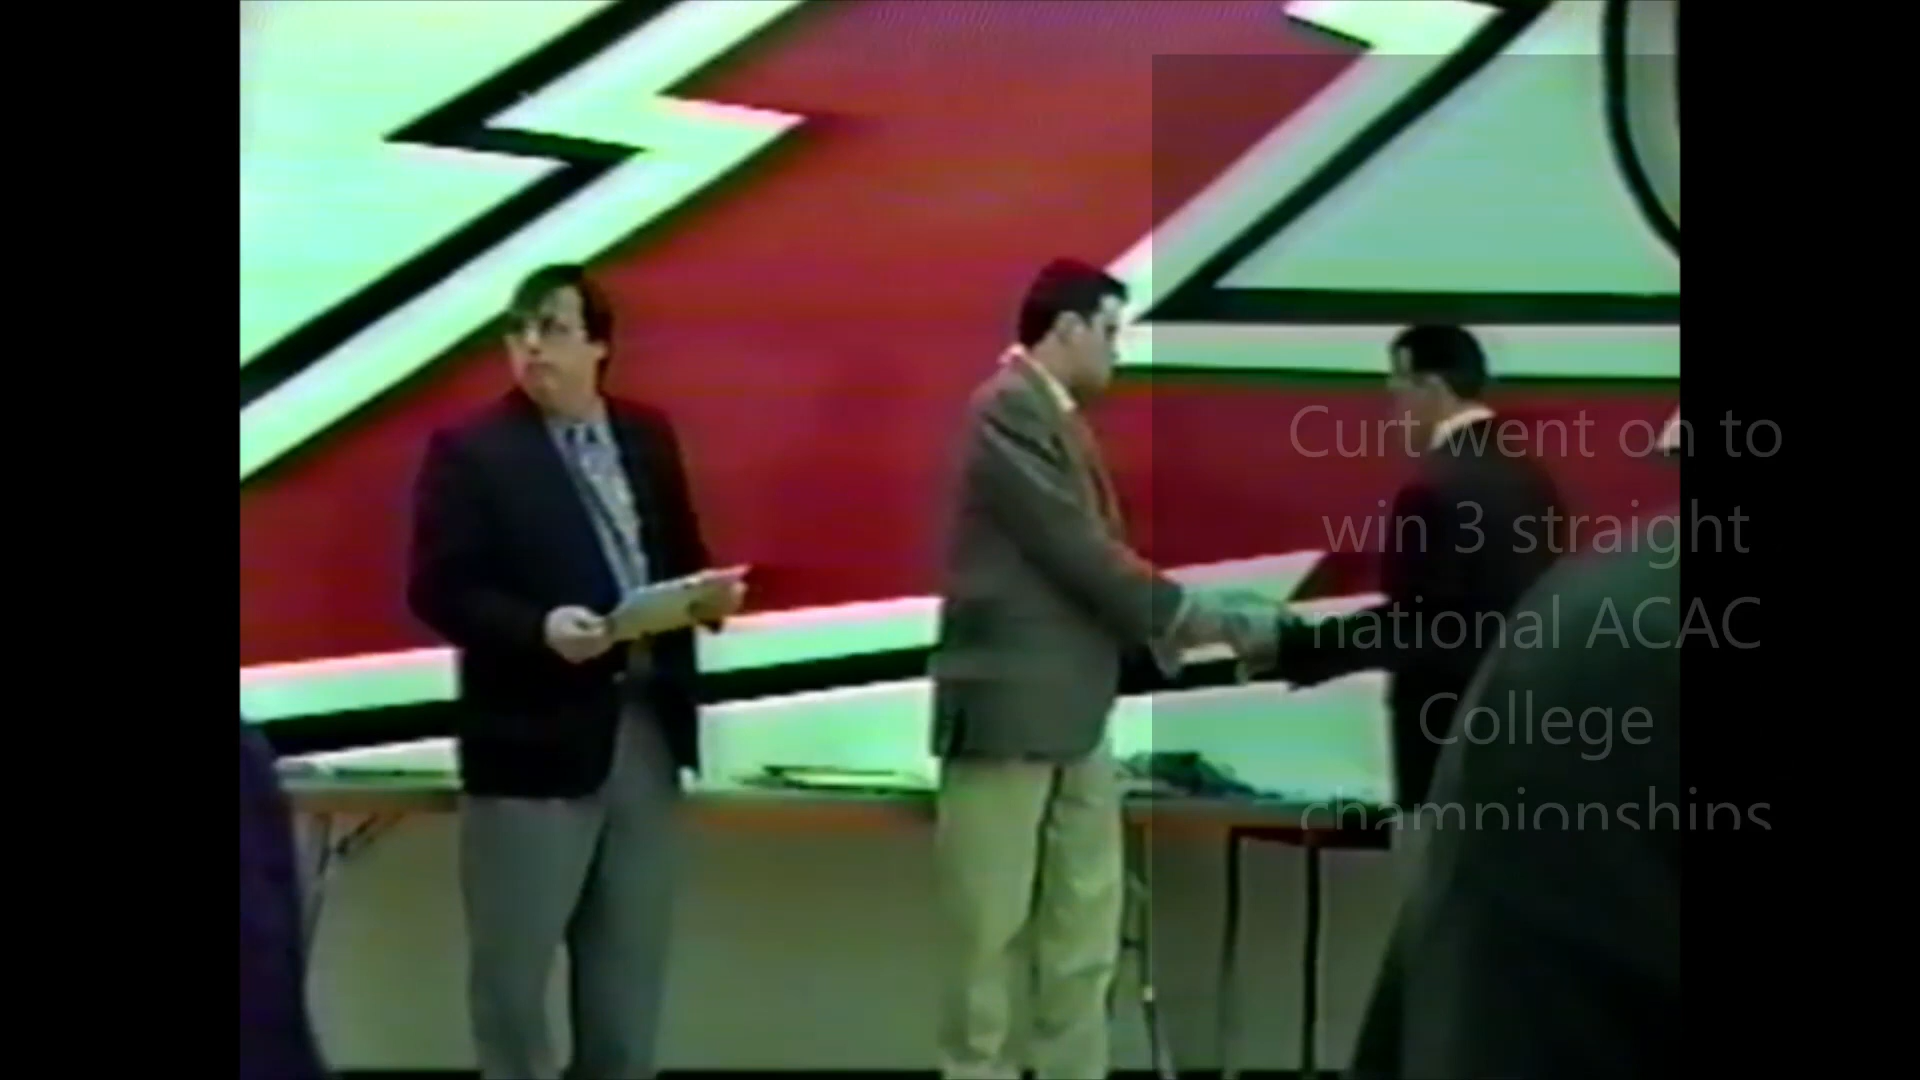 Curt went on to
win 3 straight
national ACAC
College
championships